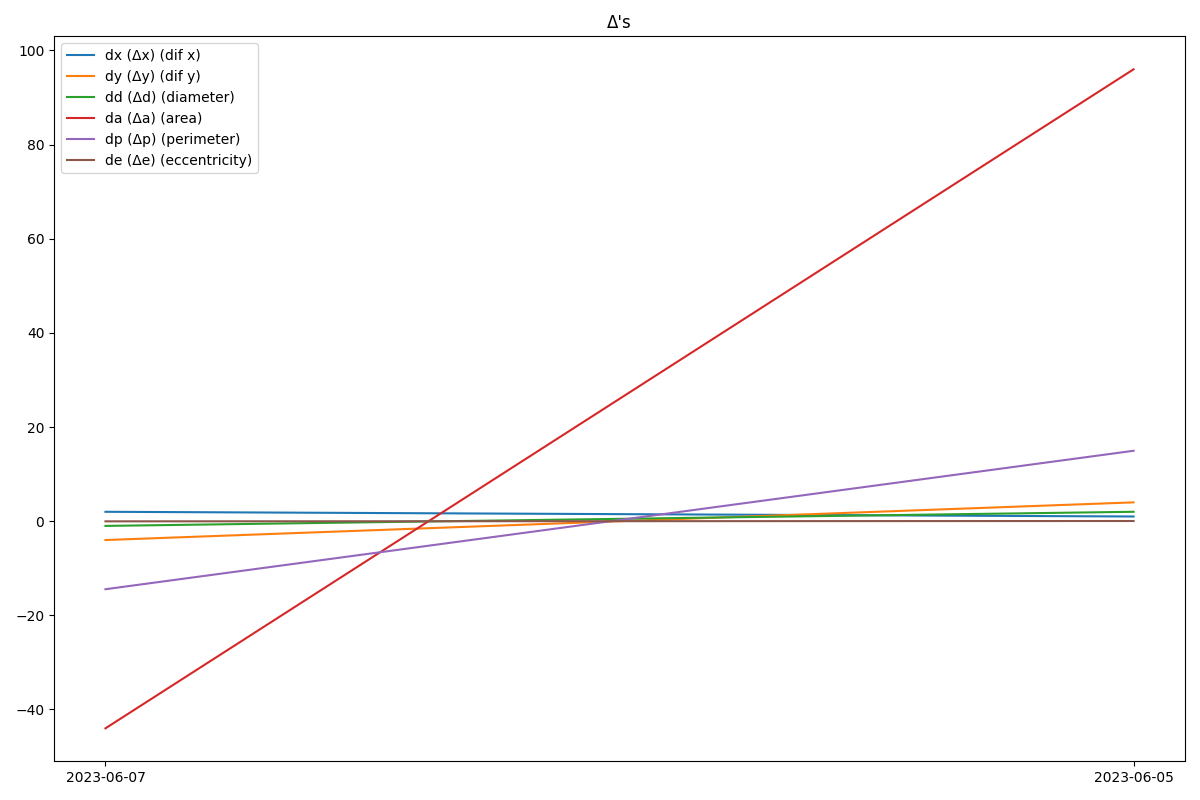 Δ's
dx (Δx) (dif x)
dy (Δy) (dif y)
dd (Δd) (diameter)
da (Δa) (area)
dp (Δp) (perimeter)
de (Δe) (eccentricity)
100
80
60
40
20
0
−20
−40
2023-06-07
2023-06-05